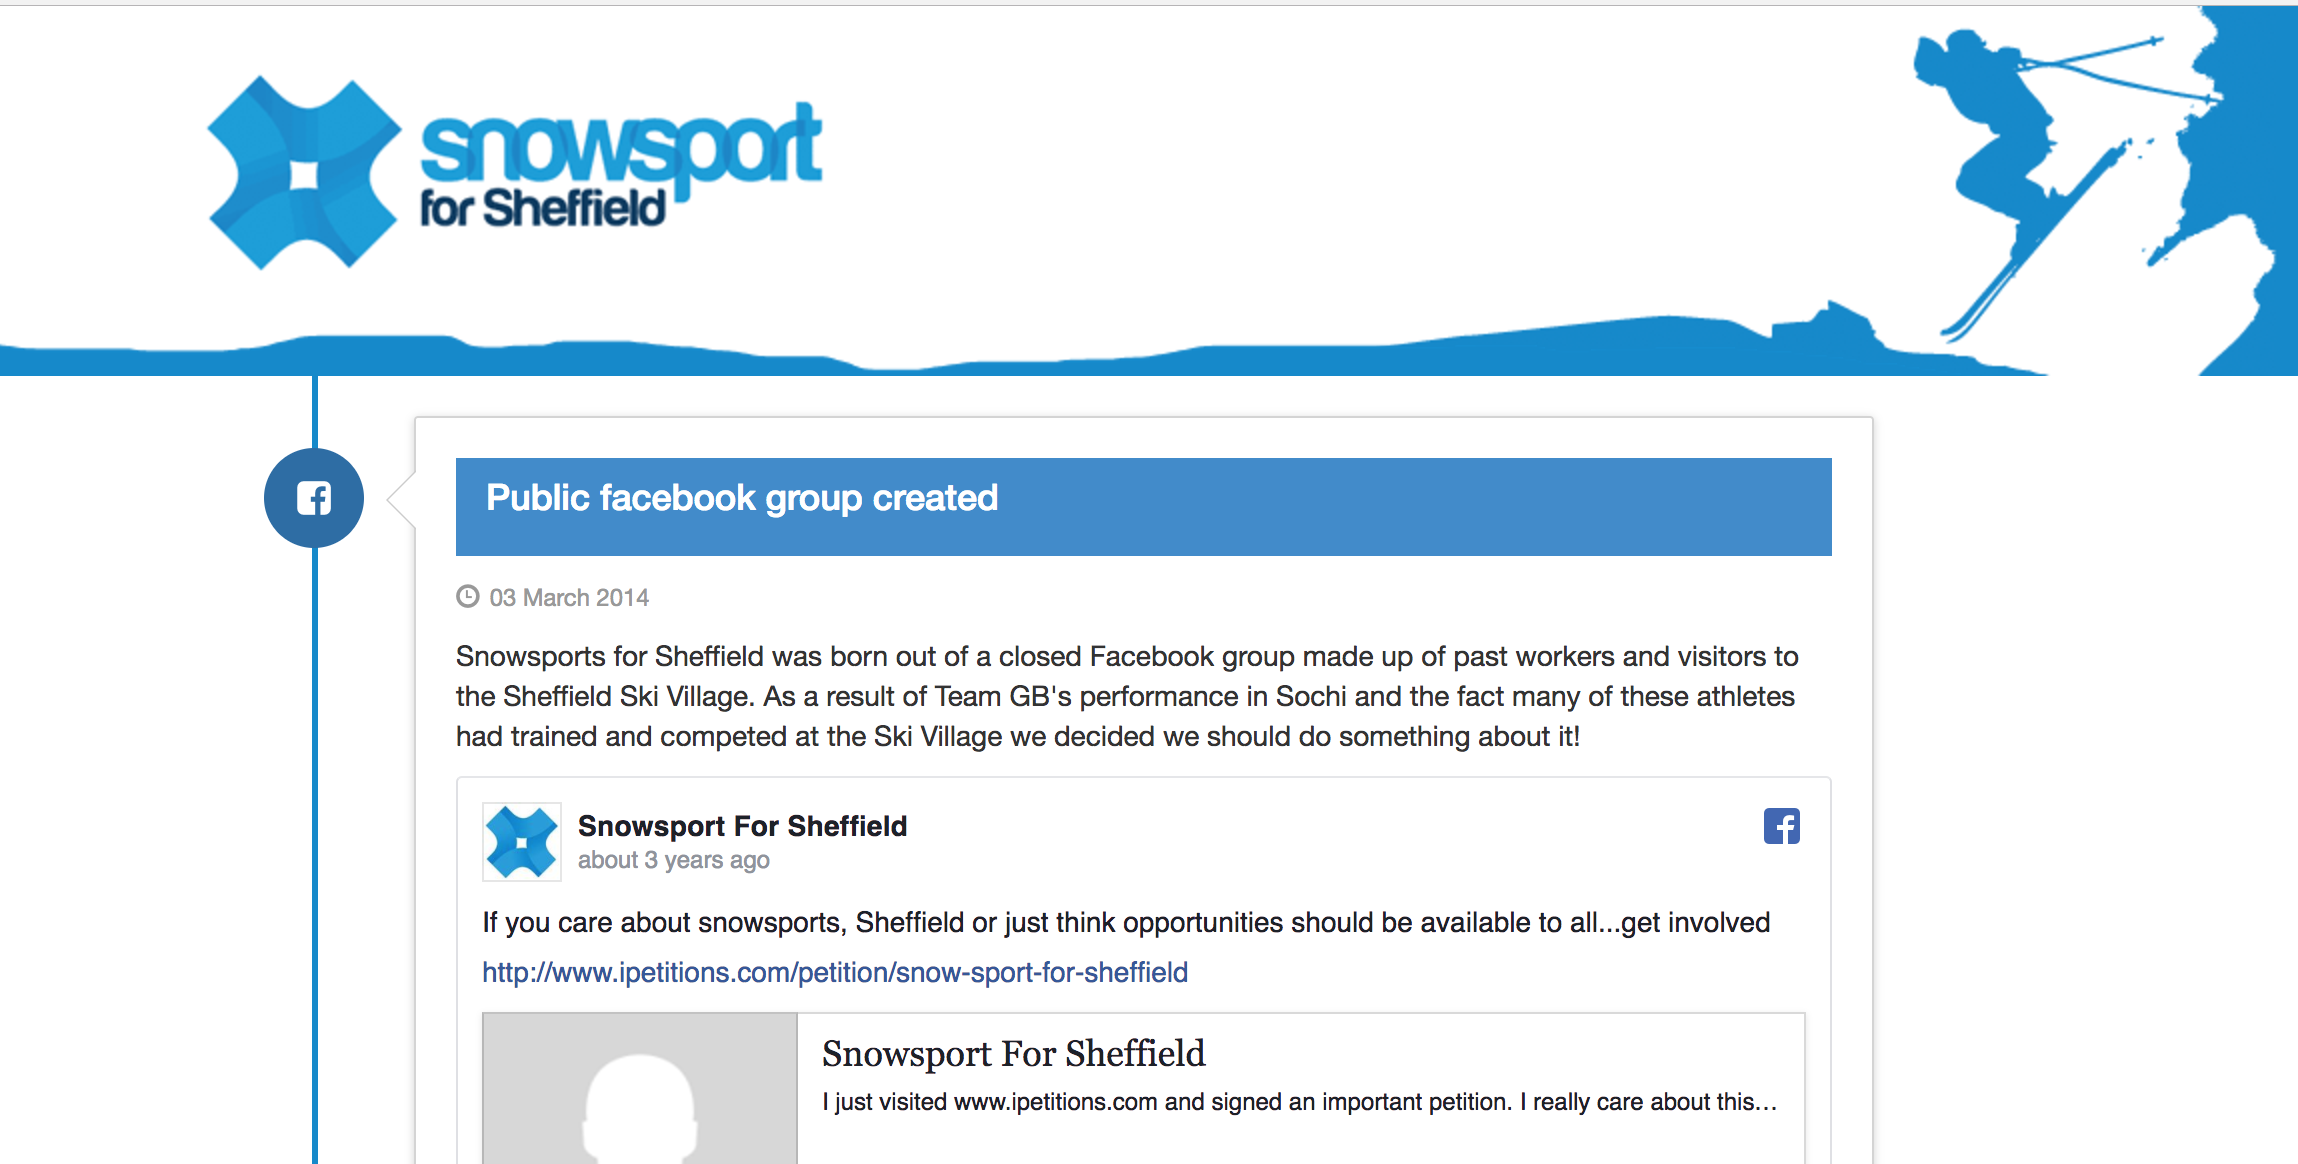 snowsport
for Sheffield
Public facebook group created
03 March 2014
Snowsports for Sheffield was born out of a closed Facebook group made up of past workers and visitors to
the Sheffield Ski Village. As a result of Team GB's performance in Sochi and the fact many of these athletes
had trained and competed at the Ski Village we decided we should do something about it!
Snowsport For Sheffield
about 3 years ago
If you care about snowsports, Sheffield or just think opportunities should be available to all...get involved
http://www.ipetitions.com/petition/snow-sport-for-sheffield
Snowsport For Sheffield
I just visited www.ipetitions.com and signed an important petition. I really care about this...